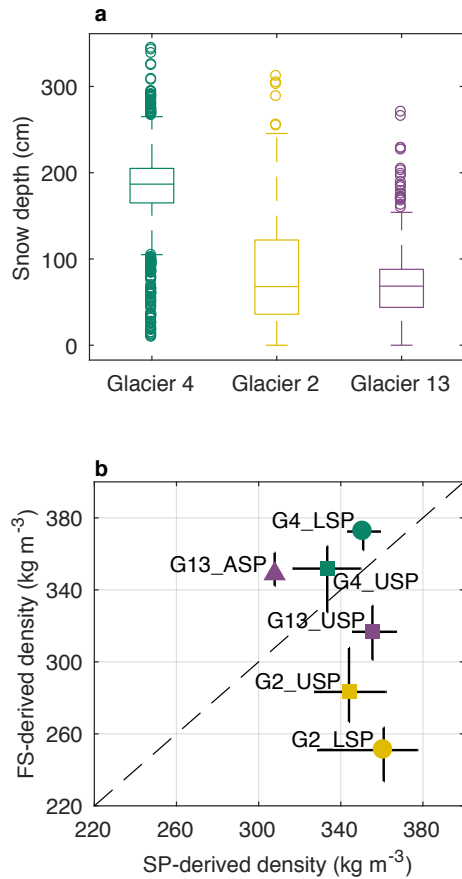 a
Snow depth (cm)
300
200
100
0
Glacier 4 Glacier 2 Glacier 13
b
FS-derived density (kg m⁻³)
380
340
300
260
220
G4_LSP
G13_ASP
G4_USP
G13_USP
G2_USP
G2_LSP
220 260 300 340 380
SP-derived density (kg m⁻³)